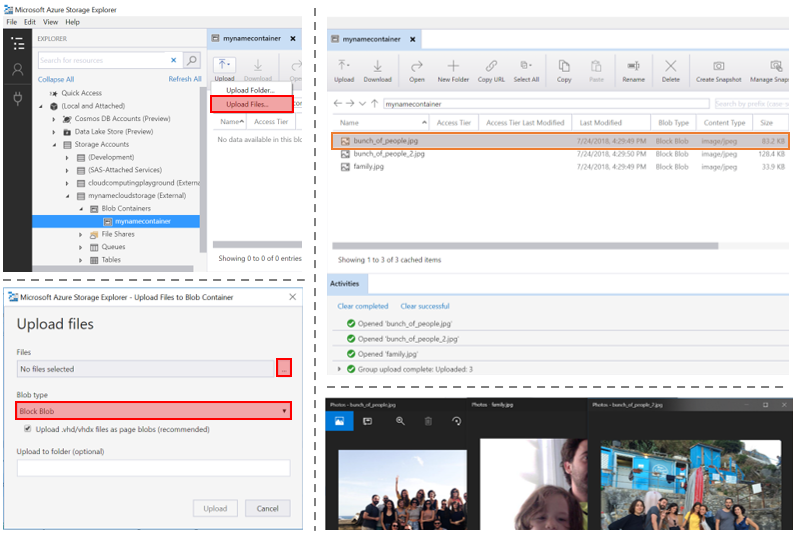 Microsoft Azure Storage Explorer
File Edit View Help
EXPLORER
Search for resources
Collapse All Refresh All
Quick Access
(Local and Attached)
Cosmos DB Accounts (Preview)
Data Lake Store (Preview)
Storage Accounts
(Development)
(SAS-Attached Services)
cloudcomputingplayground (Externa
mynamecloudstorage (External)
Blob Containers
mynamecontainer
File Shares
Queues
Tables
mynamecontainer
Upload Download
Upload Folder...
Upload Files...
Name Access Tier
No data available in this blo
Showing 0 to 0 of 0 entries
Microsoft Azure Storage Explorer - Upload Files to Blob Container
Upload files
Files
No files selected
...
Blob type
Block Blob
Upload .vhd/vhdx files as page blobs (recommended)
Upload to folder (optional)
Upload Cancel
mynamecontainer
Upload Download Open New Folder Copy URL Select All Copy Paste Rename Delete Create Snapshot Manage Snap
mynamecontainer
Search by prefix (case
Name Access Tier Access Tier Last Modified Last Modified Blob Type Content Type Size
bunch_of_people.jpg 7/24/2018, 4:29:49 PM Block Blob image/jpeg 83.2 KB
bunch_of_people_2.jpg 7/24/2018, 4:29:50 PM Block Blob image/jpeg 128.4 KB
family.jpg 7/24/2018, 4:29:49 PM Block Blob image/jpeg 33.9 KB
Showing 1 to 3 of 3 cached items
Activities
Clear completed Clear successful
Opened 'bunch_of_people.jpg'
Opened 'bunch_of_people_2.jpg'
Opened 'family.jpg'
Group upload complete: Uploaded: 3
Photos - bunch_of_people.jpg
Photos - family.jpg
Photos - bunch_of_people_2.jpg